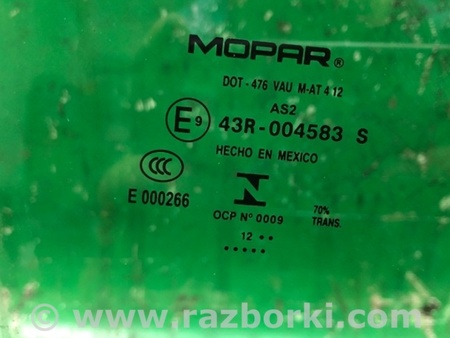 MOPAR®
DOT-476 VAU M-AT 4 12
AS2
E9 43R-004583 S
HECHO EN MEXICO
CCC
E 000266
N
OCP Nº 0009
70%
TRANS.
12 ••
•••••
© www.razborki.com